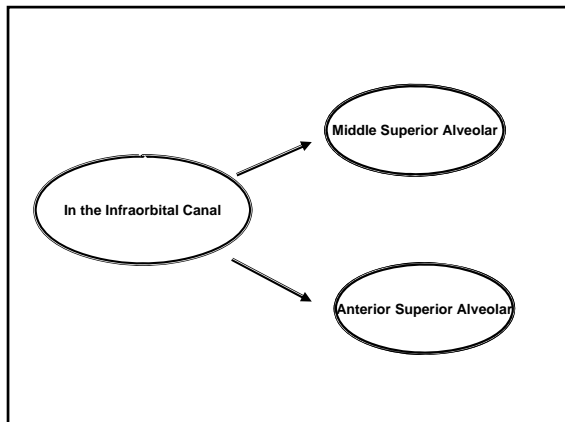 Middle Superior Alveolar
In the Infraorbital Canal
Anterior Superior Alveolar